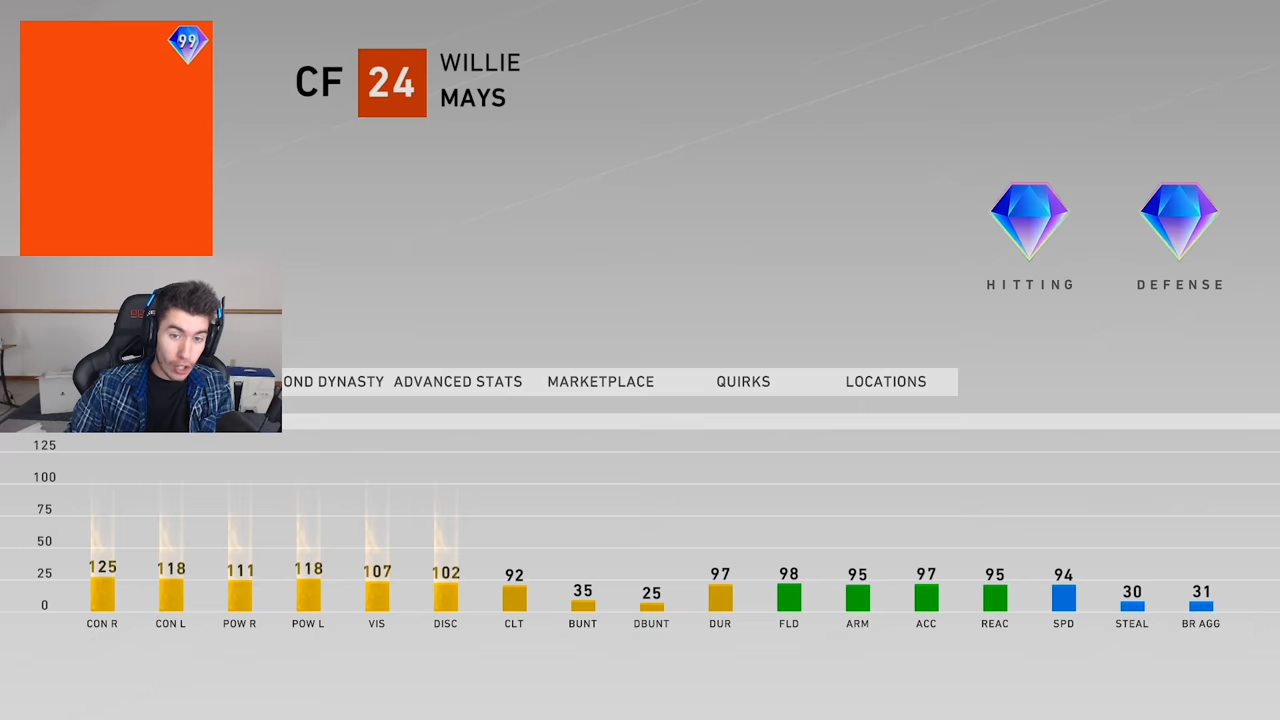 99
CF 24 WILLIE
MAYS
HITTING DEFENSE
OND DYNASTY ADVANCED STATS MARKETPLACE QUIRKS LOCATIONS
125
100
75
50
25
0
125 118 111 118 107 102 92 35 25 97 98 95 97 95 94 30 31
CON R CON L POW R POW L VIS DISC CLT BUNT DBUNT DUR FLD ARM ACC REAC SPD STEAL BR AGG